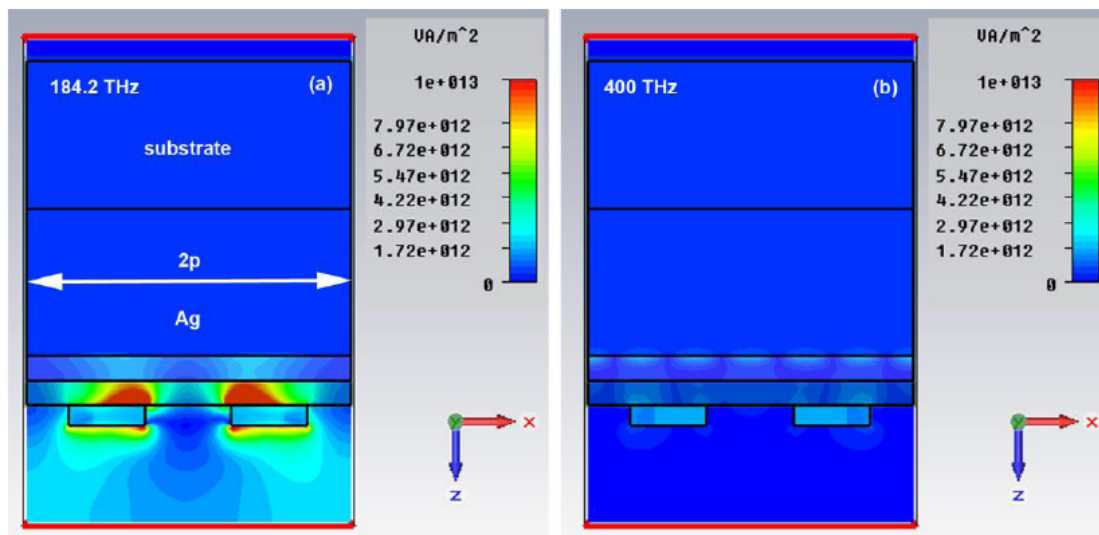 184.2 THz
(a)
substrate
2p
Ag
VA/m^2
1e+013
7.97e+012
6.72e+012
5.47e+012
4.22e+012
2.97e+012
1.72e+012
0
y
x
z
400 THz
(b)
VA/m^2
1e+013
7.97e+012
6.72e+012
5.47e+012
4.22e+012
2.97e+012
1.72e+012
0
y
x
z